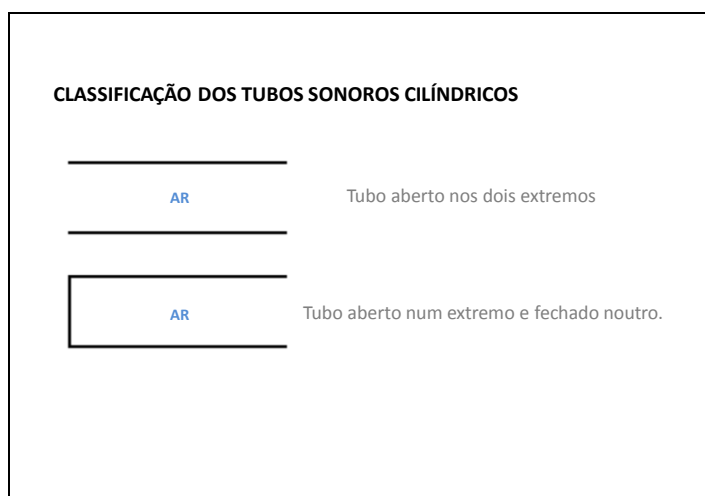 CLASSIFICAÇÃO DOS TUBOS SONOROS CILÍNDRICOS
AR
Tubo aberto nos dois extremos
AR
Tubo aberto num extremo e fechado noutro.